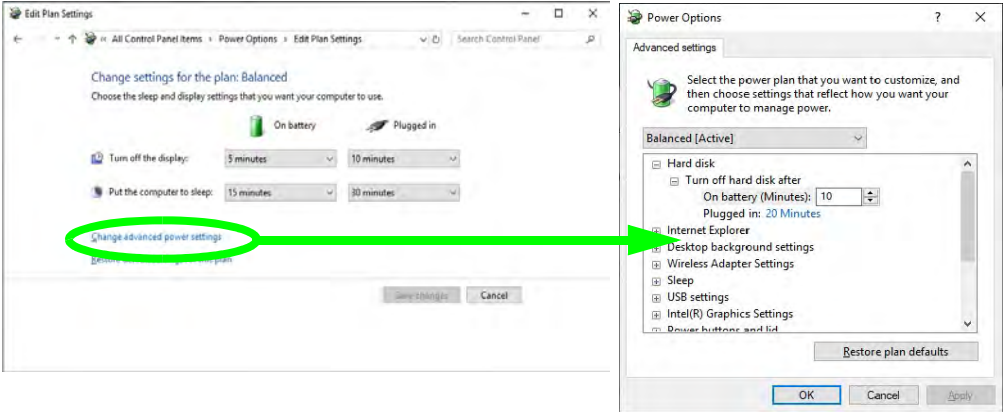 Edit Plan Settings
« All Control Panel Items › Power Options › Edit Plan Settings
Search Control Panel
Change settings for the plan: Balanced
Choose the sleep and display settings that you want your computer to use.
On battery
Plugged in
Turn off the display:
5 minutes
10 minutes
Put the computer to sleep:
15 minutes
30 minutes
Change advanced power settings
plan
Save changes
Cancel
Power Options
?
Advanced settings
Select the power plan that you want to customize, and
then choose settings that reflect how you want your
computer to manage power.
Balanced [Active]
Hard disk
Turn off hard disk after
On battery (Minutes): 10
Plugged in: 20 Minutes
Internet Explorer
Desktop background settings
Wireless Adapter Settings
Sleep
USB settings
Intel(R) Graphics Settings
Power buttons and lid
Restore plan defaults
OK
Cancel
Apply